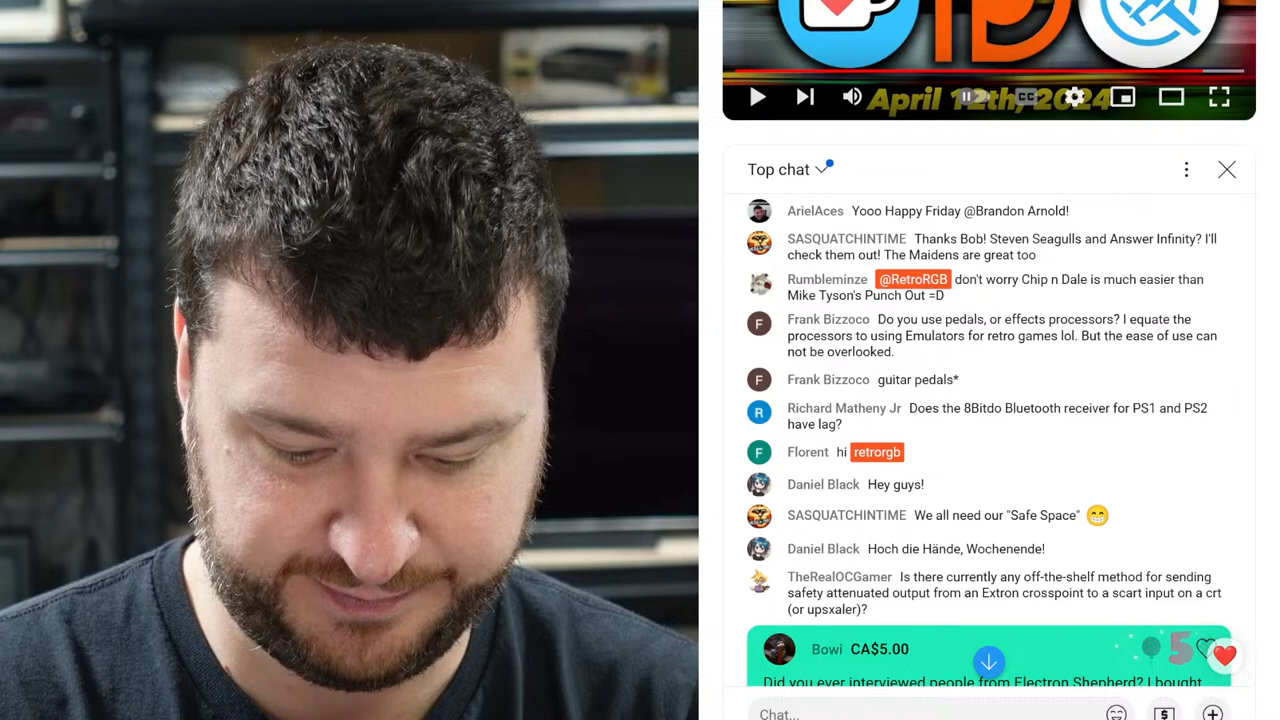 April 12th, 2024
CC
Top chat
ArielAces Yooo Happy Friday @Brandon Arnold!
SASQUATCHINTIME Thanks Bob! Steven Seagulls and Answer Infinity? I'll
check them out! The Maidens are great too
Rumbleminze @RetroRGB don't worry Chip n Dale is much easier than
Mike Tyson's Punch Out =D
F Frank Bizzoco Do you use pedals, or effects processors? I equate the
processors to using Emulators for retro games lol. But the ease of use can
not be overlooked.
F Frank Bizzoco guitar pedals*
R Richard Matheny Jr Does the 8Bitdo Bluetooth receiver for PS1 and PS2
have lag?
F Florent hi retrorgb
Daniel Black Hey guys!
SASQUATCHINTIME We all need our "Safe Space" 😁
Daniel Black Hoch die Hände, Wochenende!
TheRealOCGamer Is there currently any off-the-shelf method for sending
safety attenuated output from an Extron crosspoint to a scart input on a crt
(or upsxaler)?
Bowi CA$5.00 5
Did you ever interviewed people from Electron Shepherd? I bought
Chat...